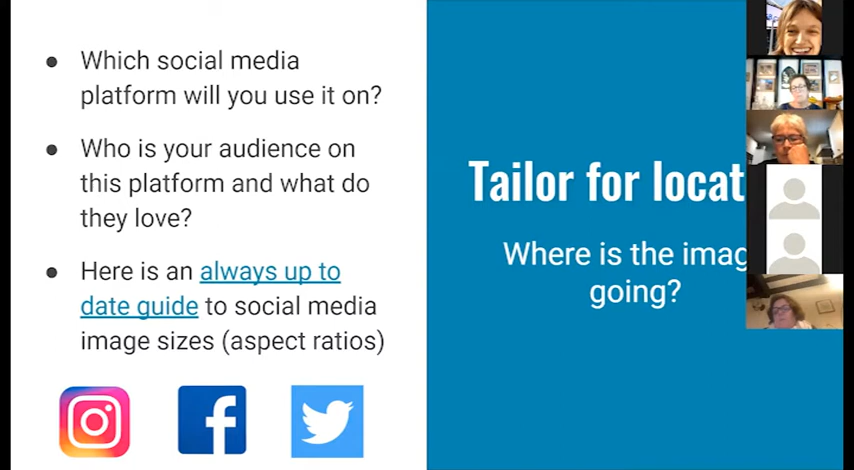 Which social media
platform will you use it on?
Who is your audience on
this platform and what do
they love?
Here is an always up to
date guide to social media
image sizes (aspect ratios)
Tailor for locat
Where is the imag
going?